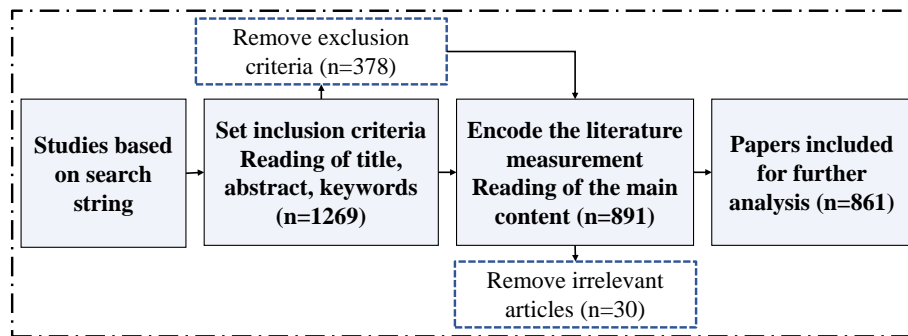 Remove exclusion
criteria (n=378)
Studies based
on search
string
Set inclusion criteria
Reading of title,
abstract, keywords
(n=1269)
Encode the literature
measurement
Reading of the main
content (n=891)
Papers included
for further
analysis (n=861)
Remove irrelevant
articles (n=30)